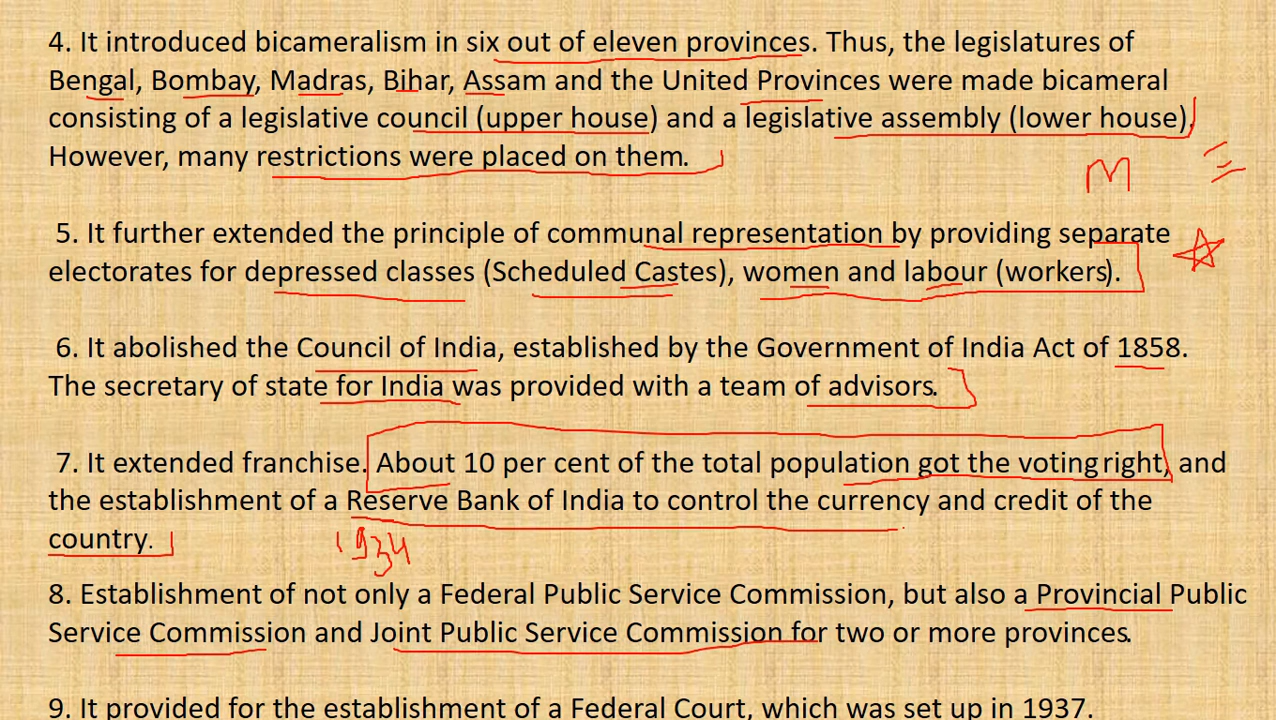 4. It introduced bicameralism in six out of eleven provinces. Thus, the legislatures of
Bengal, Bombay, Madras, Bihar, Assam and the United Provinces were made bicameral
consisting of a legislative council (upper house) and a legislative assembly (lower house).
However, many restrictions were placed on them.
M
5. It further extended the principle of communal representation by providing separate
electorates for depressed classes (Scheduled Castes), women and labour (workers).
6. It abolished the Council of India, established by the Government of India Act of 1858.
The secretary of state for India was provided with a team of advisors.
7. It extended franchise. About 10 per cent of the total population got the voting right, and
the establishment of a Reserve Bank of India to control the currency and credit of the
country.
1934
8. Establishment of not only a Federal Public Service Commission, but also a Provincial Public
Service Commission and Joint Public Service Commission for two or more provinces.
9. It provided for the establishment of a Federal Court, which was set up in 1937.